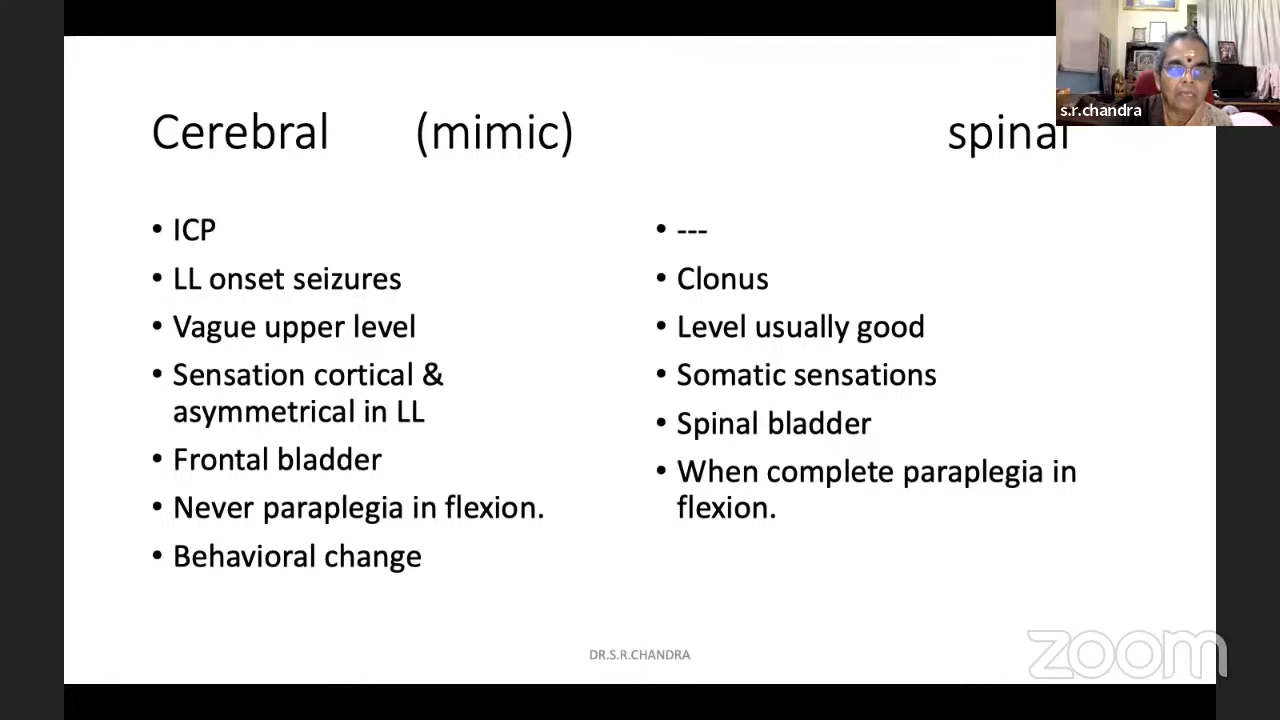 s.r.chandra
Cerebral (mimic) spinal
• ICP
• LL onset seizures
• Vague upper level
• Sensation cortical &
asymmetrical in LL
• Frontal bladder
• Never paraplegia in flexion.
• Behavioral change
• ---
• Clonus
• Level usually good
• Somatic sensations
• Spinal bladder
• When complete paraplegia in
flexion.
DR.S.R.CHANDRA
zoom